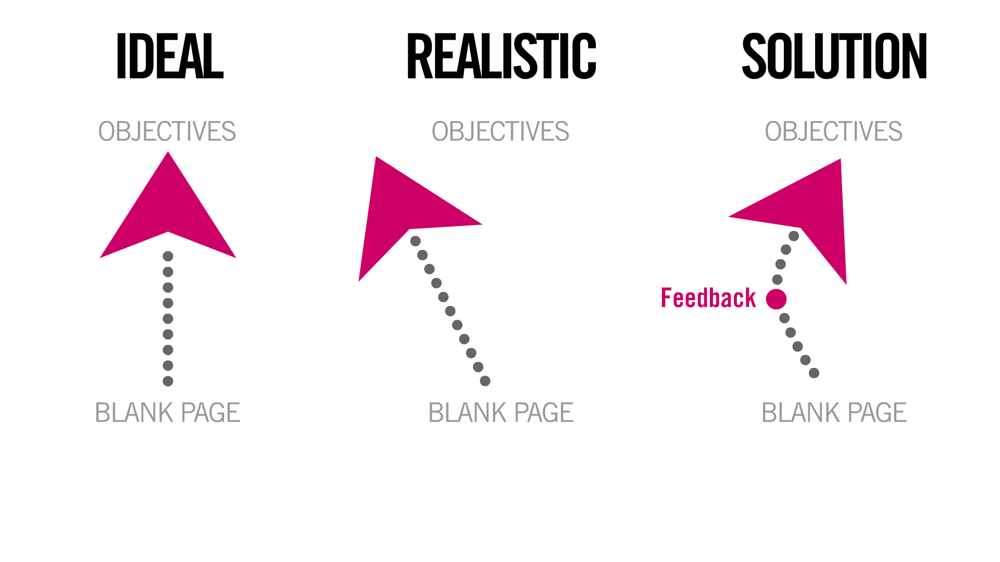 IDEAL
OBJECTIVES
BLANK PAGE
REALISTIC
OBJECTIVES
BLANK PAGE
SOLUTION
OBJECTIVES
Feedback
BLANK PAGE